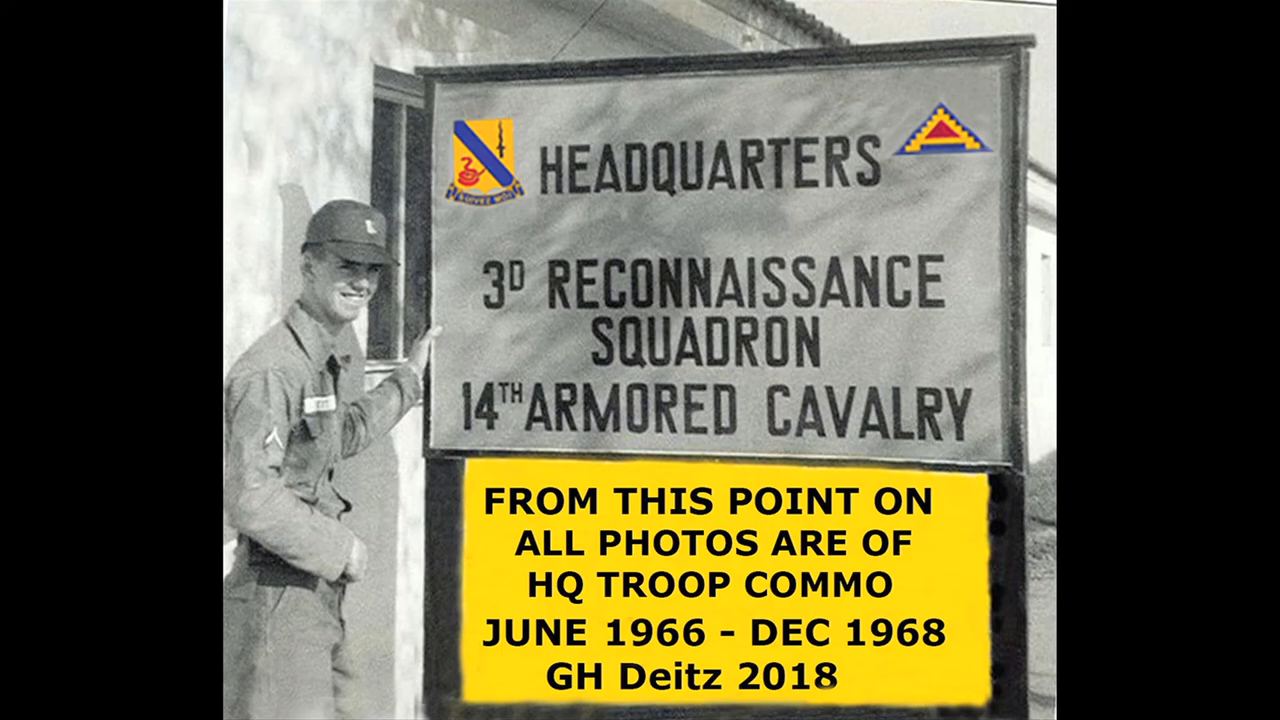 HEADQUARTERS
3D RECONNAISSANCE
SQUADRON
14TH ARMORED CAVALRY
FROM THIS POINT ON
ALL PHOTOS ARE OF
HQ TROOP COMMO
JUNE 1966 - DEC 1968
GH Deitz 2018